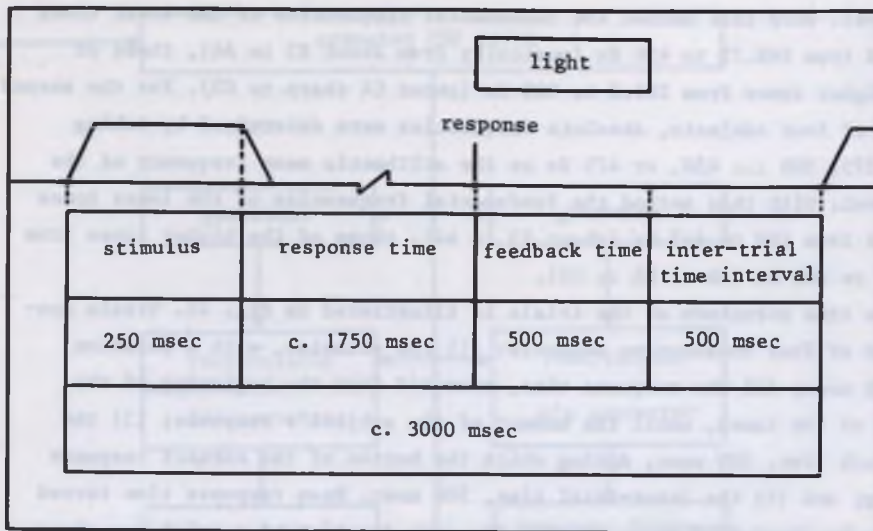 light
response
stimulus
response time
feedback time
inter-trial
time interval
250 msec
c. 1750 msec
500 msec
500 msec
c. 3000 msec